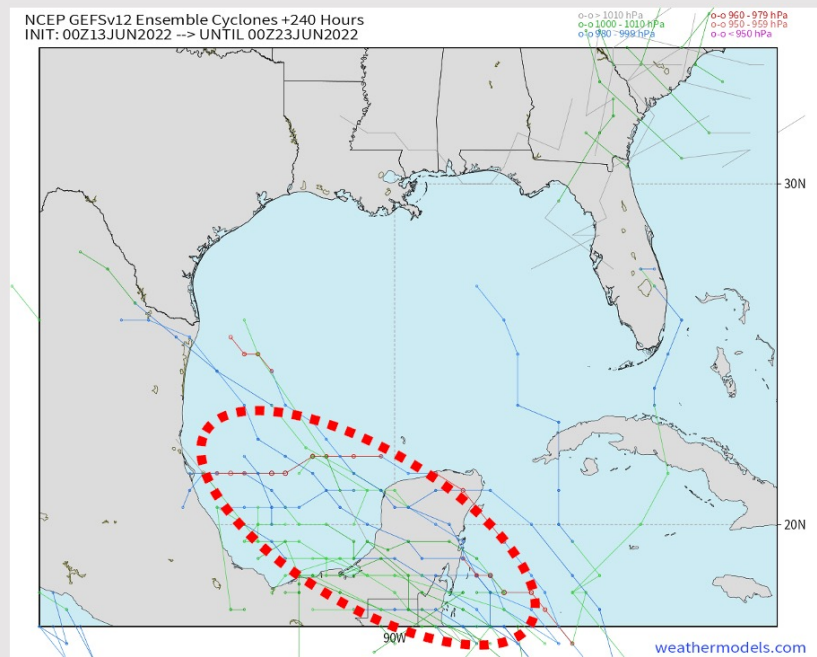 NCEP GEFSv12 Ensemble Cyclones +240 Hours
INIT: 00Z13JUN2022 --> UNTIL 00Z23JUN2022
o-o > 1010 hPa
o-o 1000 - 1010 hPa
o-o 980 - 999 hPa
o-o 960 - 979 hPa
o-o 950 - 959 hPa
o-o < 950 hPa
30N
20N
90W
weathermodels.com